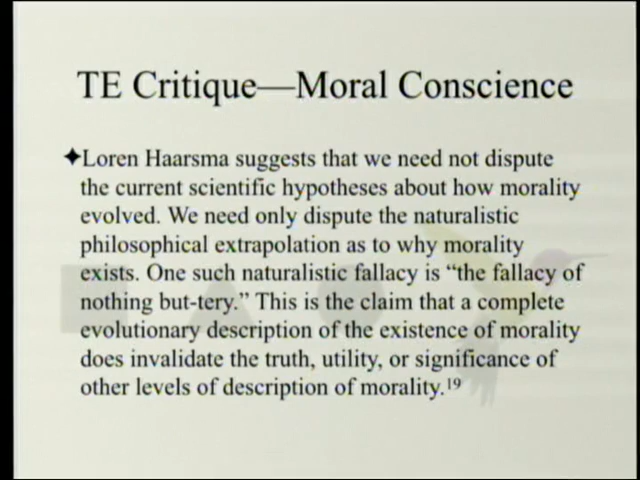 TE Critique—Moral Conscience
✦Loren Haarsma suggests that we need not dispute
the current scientific hypotheses about how morality
evolved. We need only dispute the naturalistic
philosophical extrapolation as to why morality
exists. One such naturalistic fallacy is “the fallacy of
nothing but-tery.” This is the claim that a complete
evolutionary description of the existence of morality
does invalidate the truth, utility, or significance of
other levels of description of morality.¹⁹